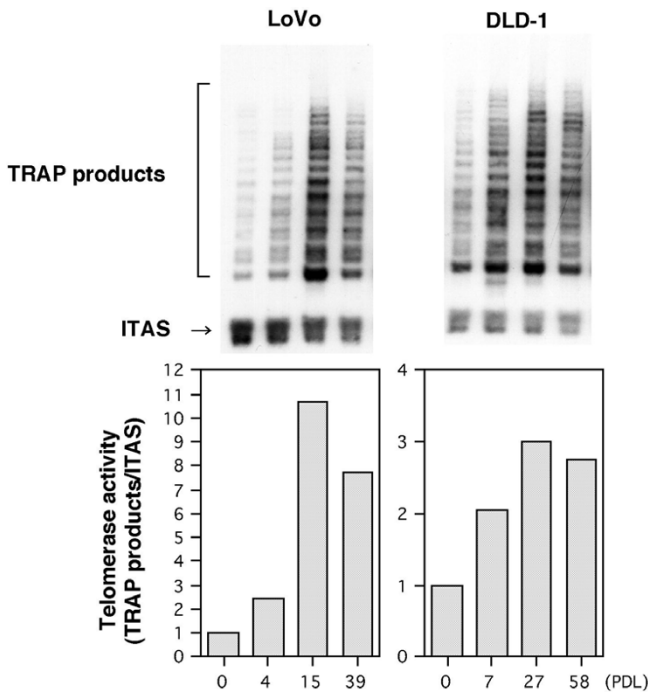 LoVo DLD-1
TRAP products
ITAS →
Telomerase activity
(TRAP products/ITAS)
12
11
10
9
8
7
6
5
4
3
2
1
0
0 4 15 39
4
3
2
1
0
0 7 27 58 (PDL)